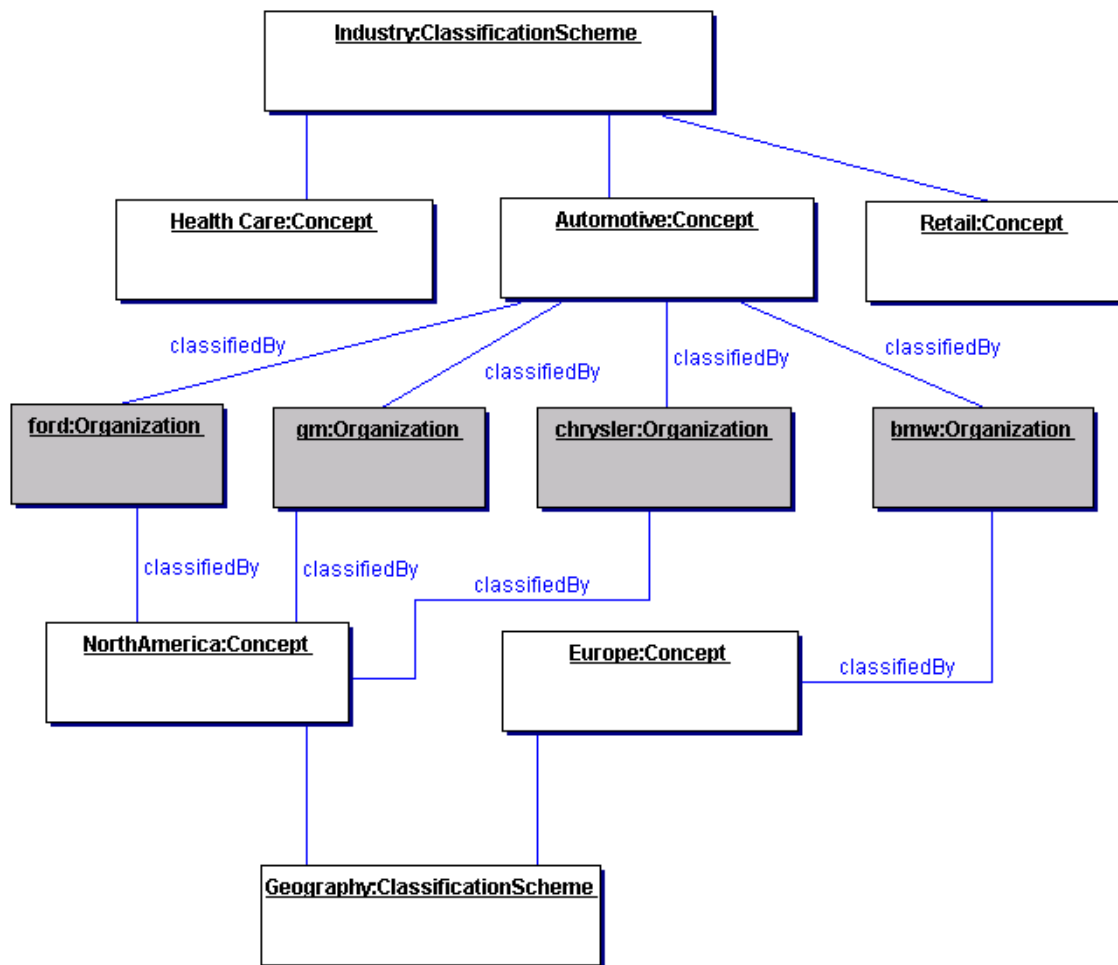 Industry:ClassificationScheme
Health Care:Concept
Automotive:Concept
Retail:Concept
classifiedBy
classifiedBy
classifiedBy
classifiedBy
ford:Organization
gm:Organization
chrysler:Organization
bmw:Organization
classifiedBy
classifiedBy
classifiedBy
NorthAmerica:Concept
Europe:Concept
classifiedBy
Geography:ClassificationScheme